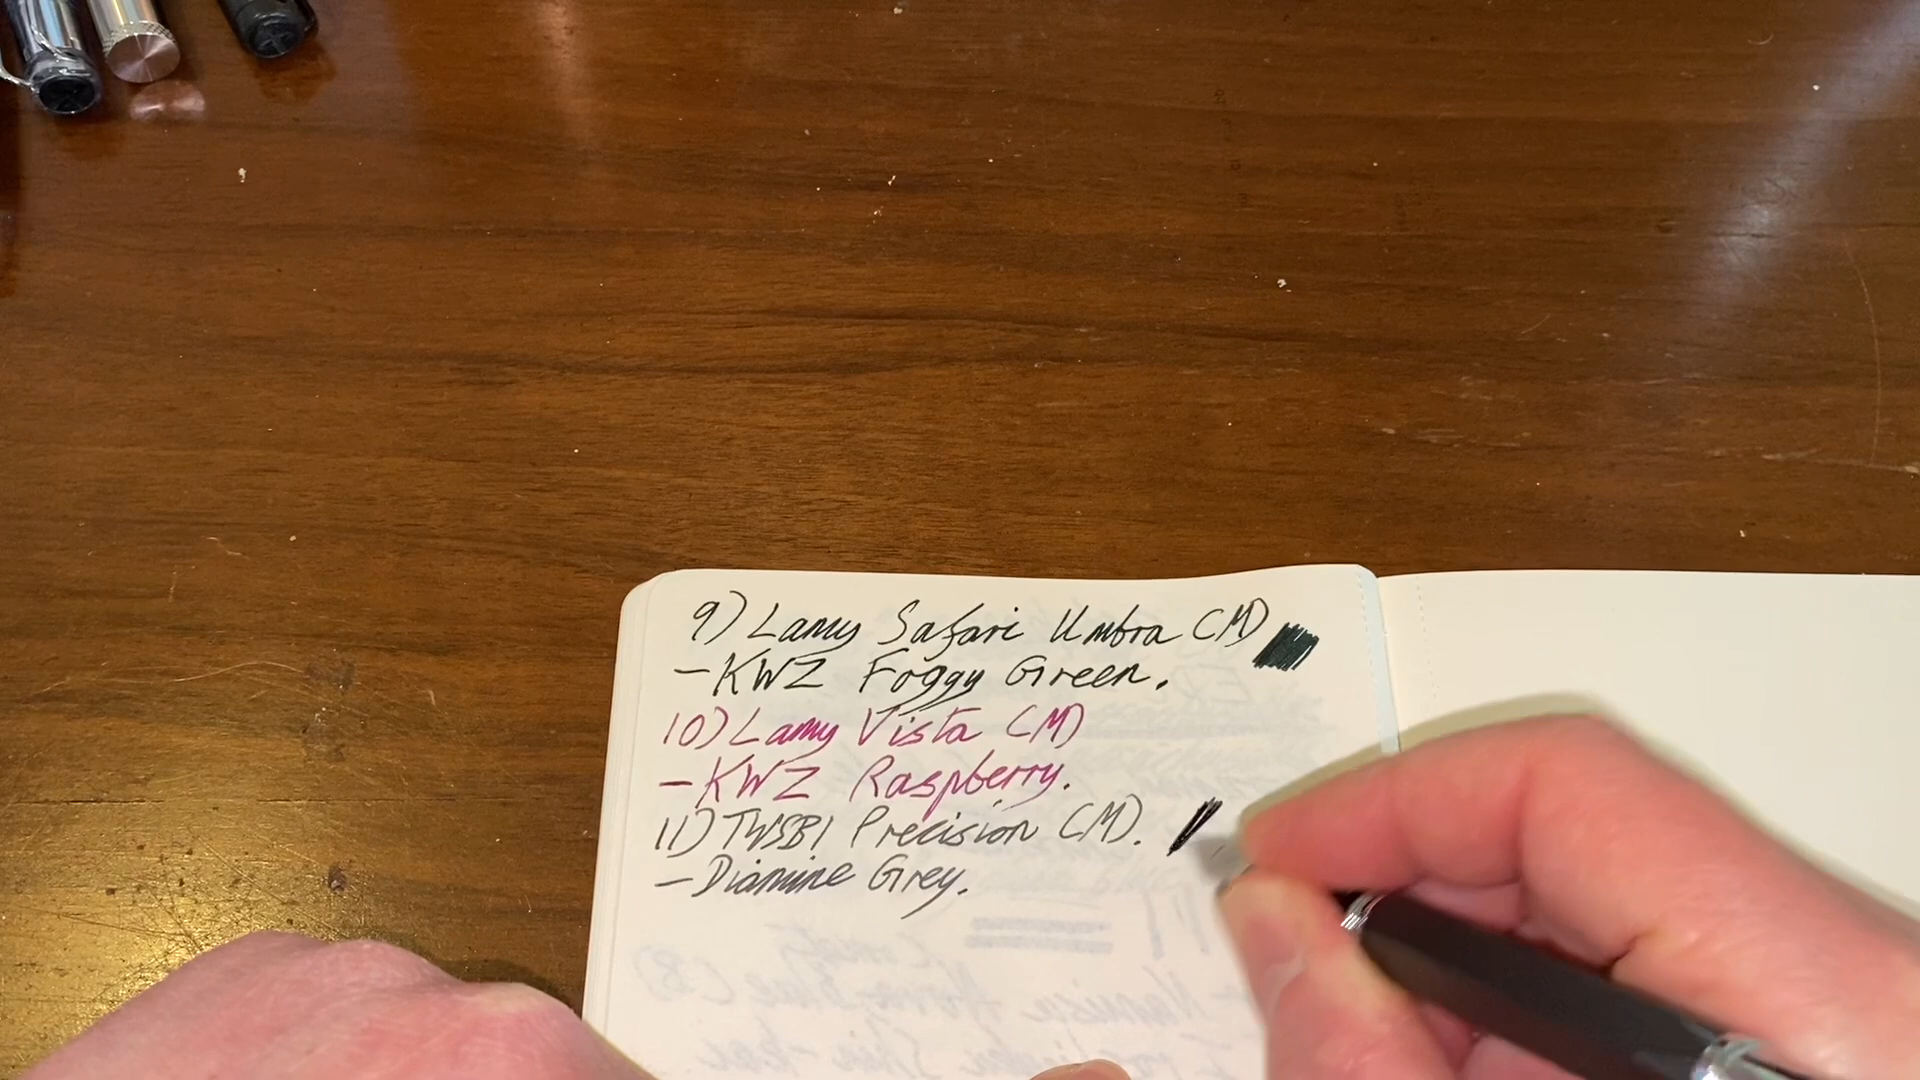 9) Lamy Safari Umbra (M)
- KWZ Foggy Green.
10) Lamy Vista (M)
- KWZ Raspberry.
11) TWSBI Precision (M).
- Diamine Grey.